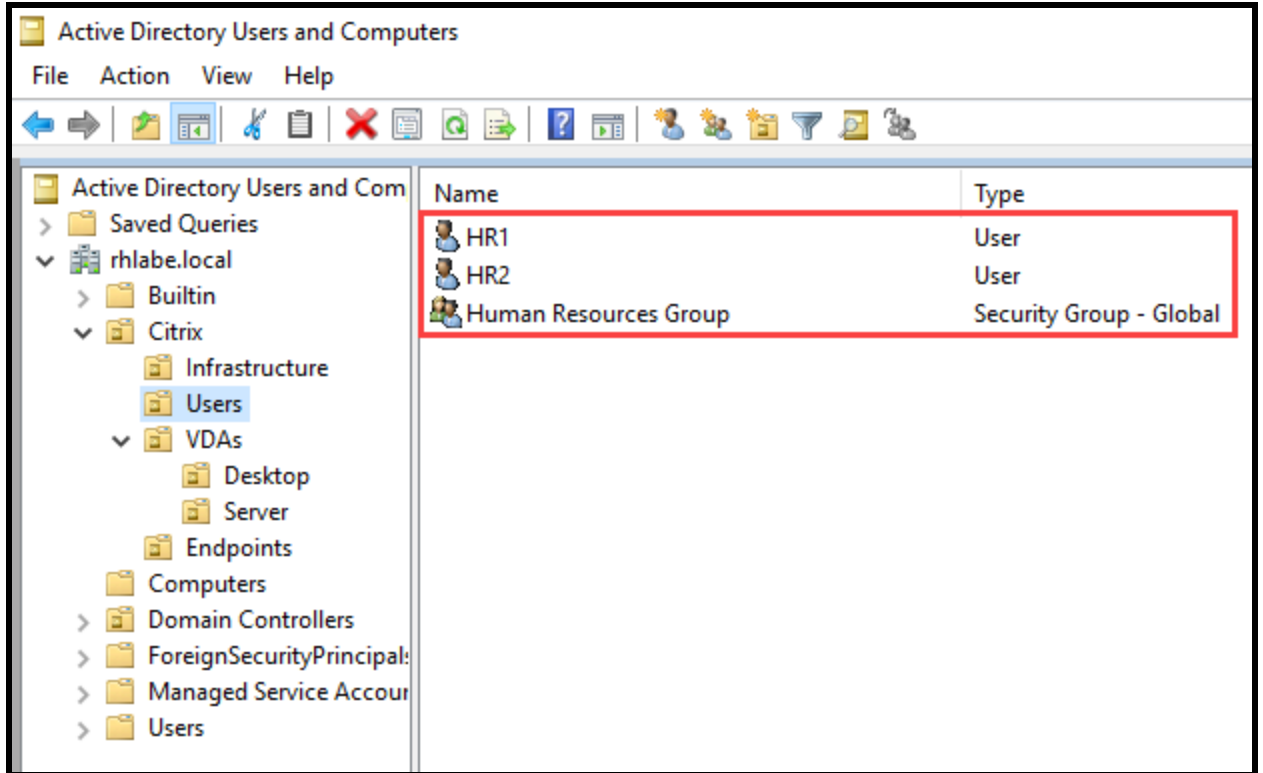 Active Directory Users and Computers
File Action View Help
Active Directory Users and Com
Saved Queries
rhlabe.local
Builtin
Citrix
Infrastructure
Users
VDAs
Desktop
Server
Endpoints
Computers
Domain Controllers
ForeignSecurityPrincipals
Managed Service Accour
Users
Name Type
HR1 User
HR2 User
Human Resources Group Security Group - Global